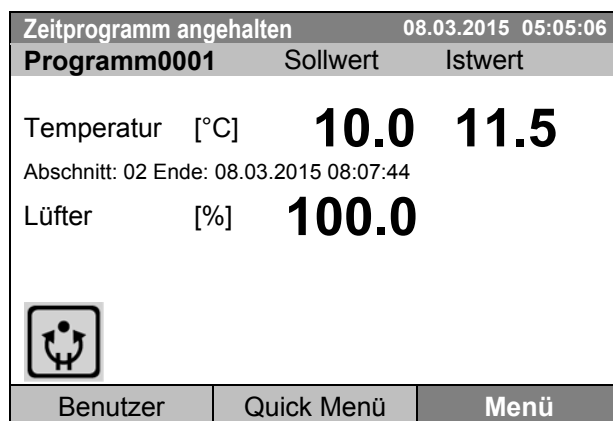 Zeitprogramm angehalten 08.03.2015 05:05:06
Programm0001 Sollwert Istwert
Temperatur [°C] 10.0 11.5
Abschnitt: 02 Ende: 08.03.2015 08:07:44
Lüfter [%] 100.0
Benutzer Quick Menü Menü